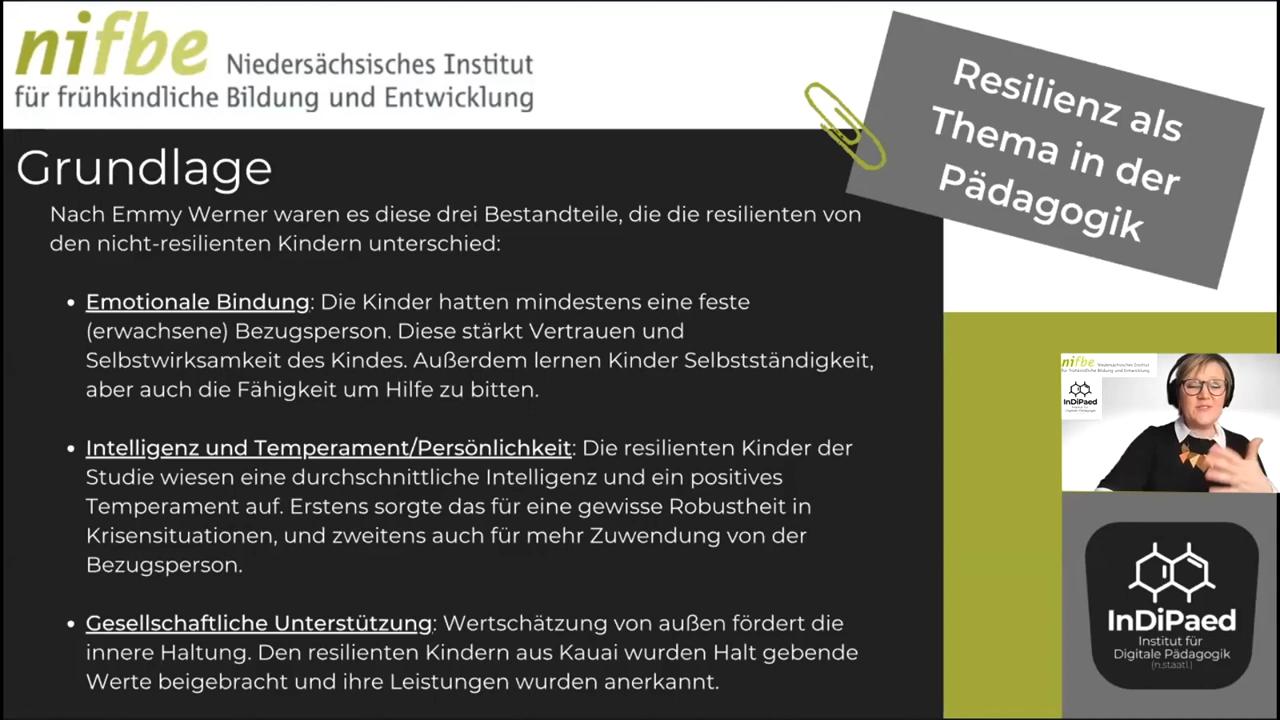 nifbe Niedersächsisches Institut
für frühkindliche Bildung und Entwicklung
Resilienz als
Thema in der
Pädagogik
Grundlage
Nach Emmy Werner waren es diese drei Bestandteile, die die resilienten von
den nicht-resilienten Kindern unterschied:
• Emotionale Bindung: Die Kinder hatten mindestens eine feste
(erwachsene) Bezugsperson. Diese stärkt Vertrauen und
Selbstwirksamkeit des Kindes. Außerdem lernen Kinder Selbstständigkeit,
aber auch die Fähigkeit um Hilfe zu bitten.
• Intelligenz und Temperament/Persönlichkeit: Die resilienten Kinder der
Studie wiesen eine durchschnittliche Intelligenz und ein positives
Temperament auf. Erstens sorgte das für eine gewisse Robustheit in
Krisensituationen, und zweitens auch für mehr Zuwendung von der
Bezugsperson.
• Gesellschaftliche Unterstützung: Wertschätzung von außen fördert die
innere Haltung. Den resilienten Kindern aus Kauai wurden Halt gebende
Werte beigebracht und ihre Leistungen wurden anerkannt.
nifbe Niedersächsisches Institut
für frühkindliche Bildung und Entwicklung
InDiPaed
Institut für
Digitale Pädagogik
InDiPaed
Institut für
Digitale Pädagogik
(n.staatl.)